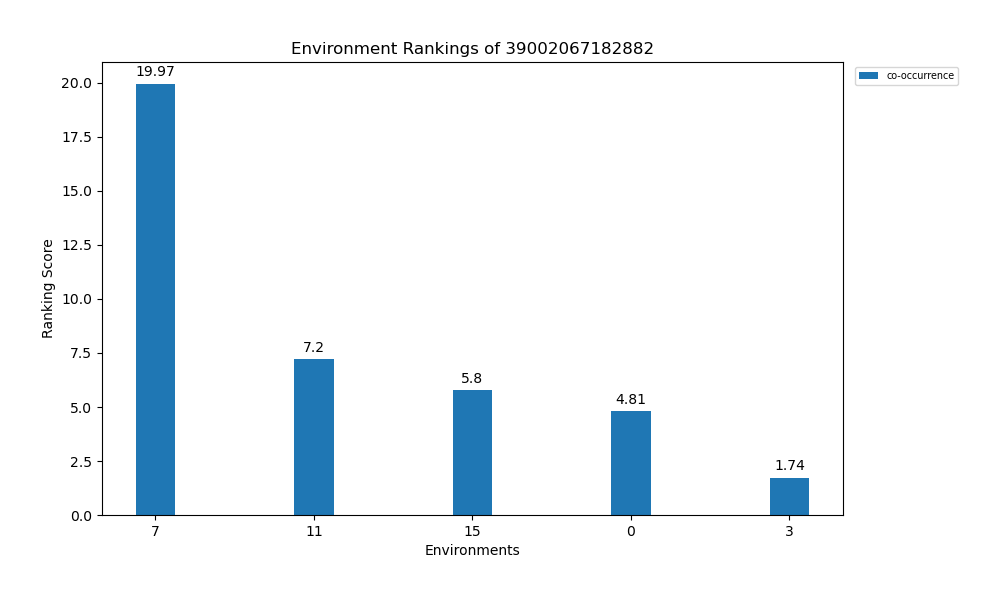 Environment Rankings of 39002067182882
co-occurrence
Ranking Score
20.0
17.5
15.0
12.5
10.0
7.5
5.0
2.5
0.0
19.97
7.2
5.8
4.81
1.74
7 11 15 0 3
Environments